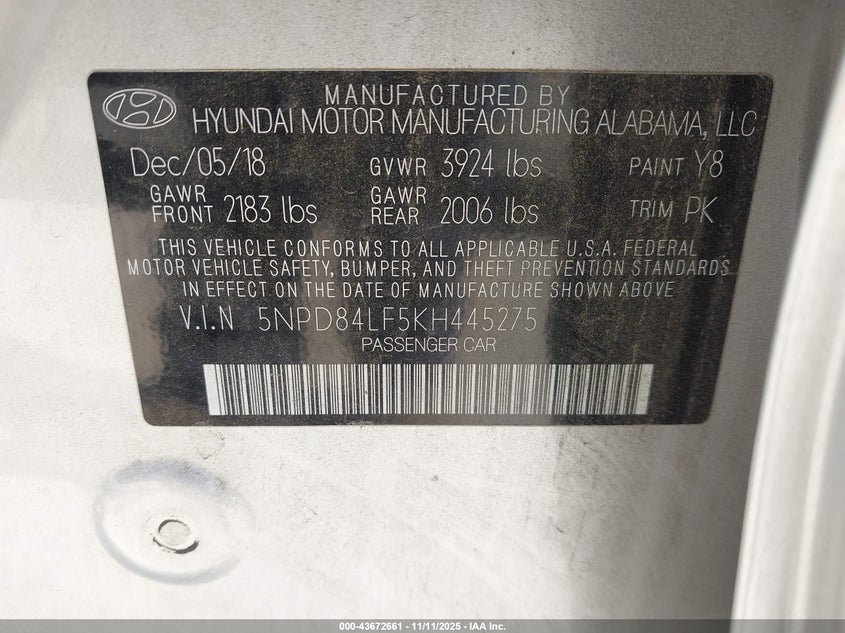 MANUFACTURED BY
HYUNDAI MOTOR MANUFACTURING ALABAMA, LLC
Dec/05/18 GVWR 3924 lbs PAINT Y8
GAWR FRONT 2183 lbs GAWR REAR 2006 lbs TRIM PK
THIS VEHICLE CONFORMS TO ALL APPLICABLE U.S.A. FEDERAL
MOTOR VEHICLE SAFETY, BUMPER, AND THEFT PREVENTION STANDARDS
IN EFFECT ON THE DATE OF MANUFACTURE SHOWN ABOVE
V.I.N 5NPD84LF5KH445275
PASSENGER CAR
000-43672661 - 11/11/2025 - IAA Inc.